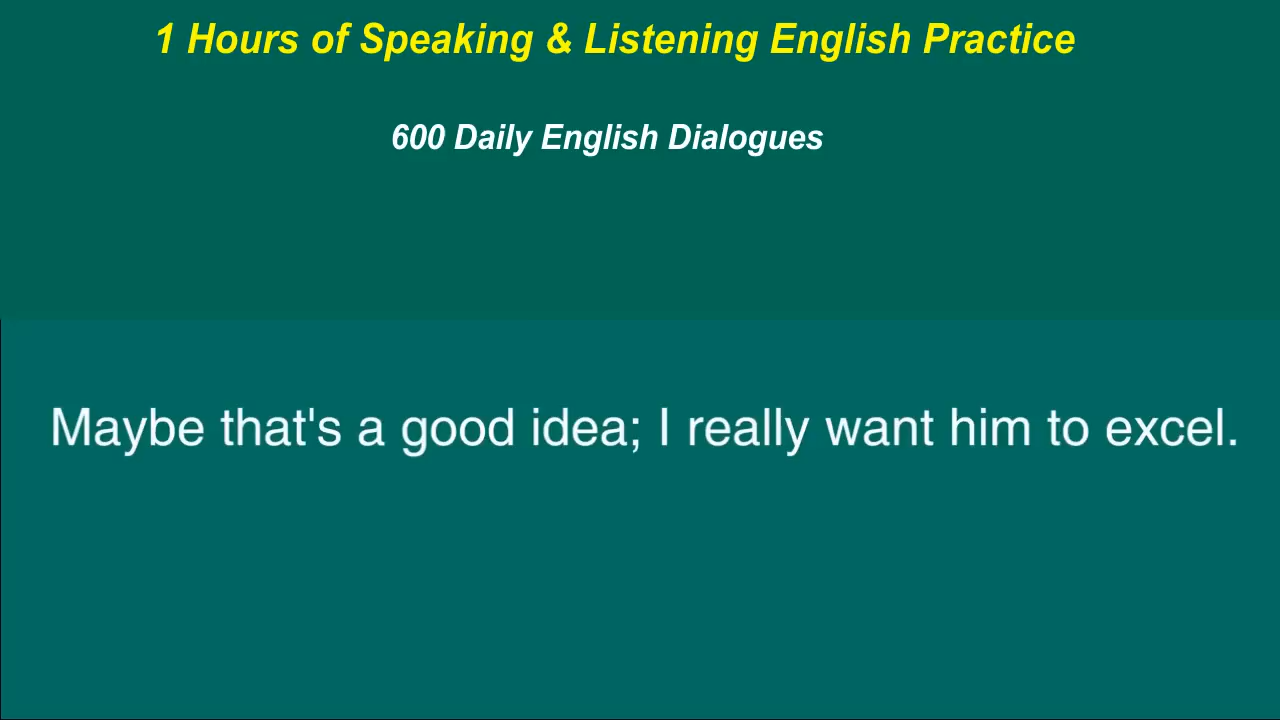 1 Hours of Speaking & Listening English Practice
600 Daily English Dialogues
Maybe that's a good idea; I really want him to excel.